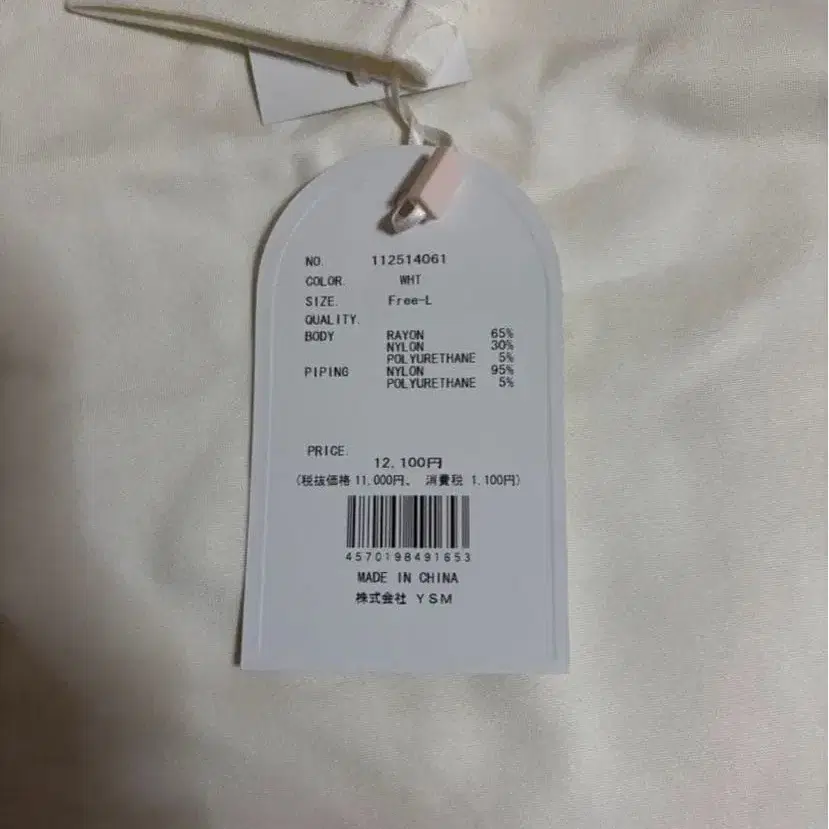 NO. 112514061
COLOR. WHT
SIZE. Free-L
QUALITY.
BODY RAYON 65%
NYLON 30%
POLYURETHANE 5%
PIPING NYLON 95%
POLYURETHANE 5%
PRICE.
12,100円
(税抜価格11,000円、 消費税 1,100円)
4570198491653
MADE IN CHINA
株式会社 YSM